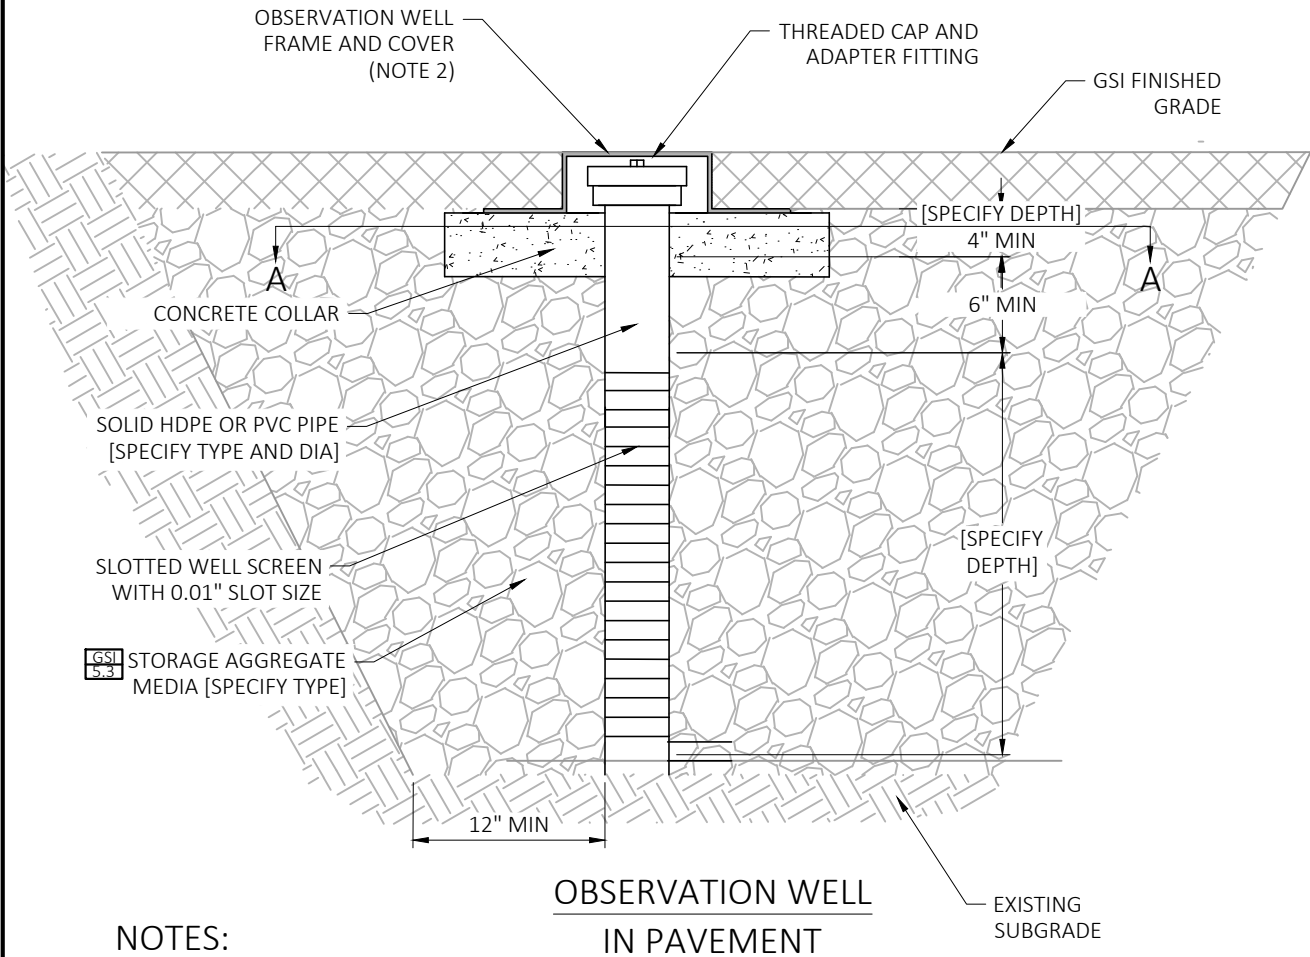 OBSERVATION WELL
FRAME AND COVER
(NOTE 2)
THREADED CAP AND
ADAPTER FITTING
GSI FINISHED
GRADE
[SPECIFY DEPTH]
4" MIN
A
A
6" MIN
CONCRETE COLLAR
SOLID HDPE OR PVC PIPE
[SPECIFY TYPE AND DIA]
[SPECIFY
DEPTH]
SLOTTED WELL SCREEN
WITH 0.01" SLOT SIZE
GSI
5.3
STORAGE AGGREGATE
MEDIA [SPECIFY TYPE]
12" MIN
EXISTING
SUBGRADE
OBSERVATION WELL
IN PAVEMENT
NOTES: